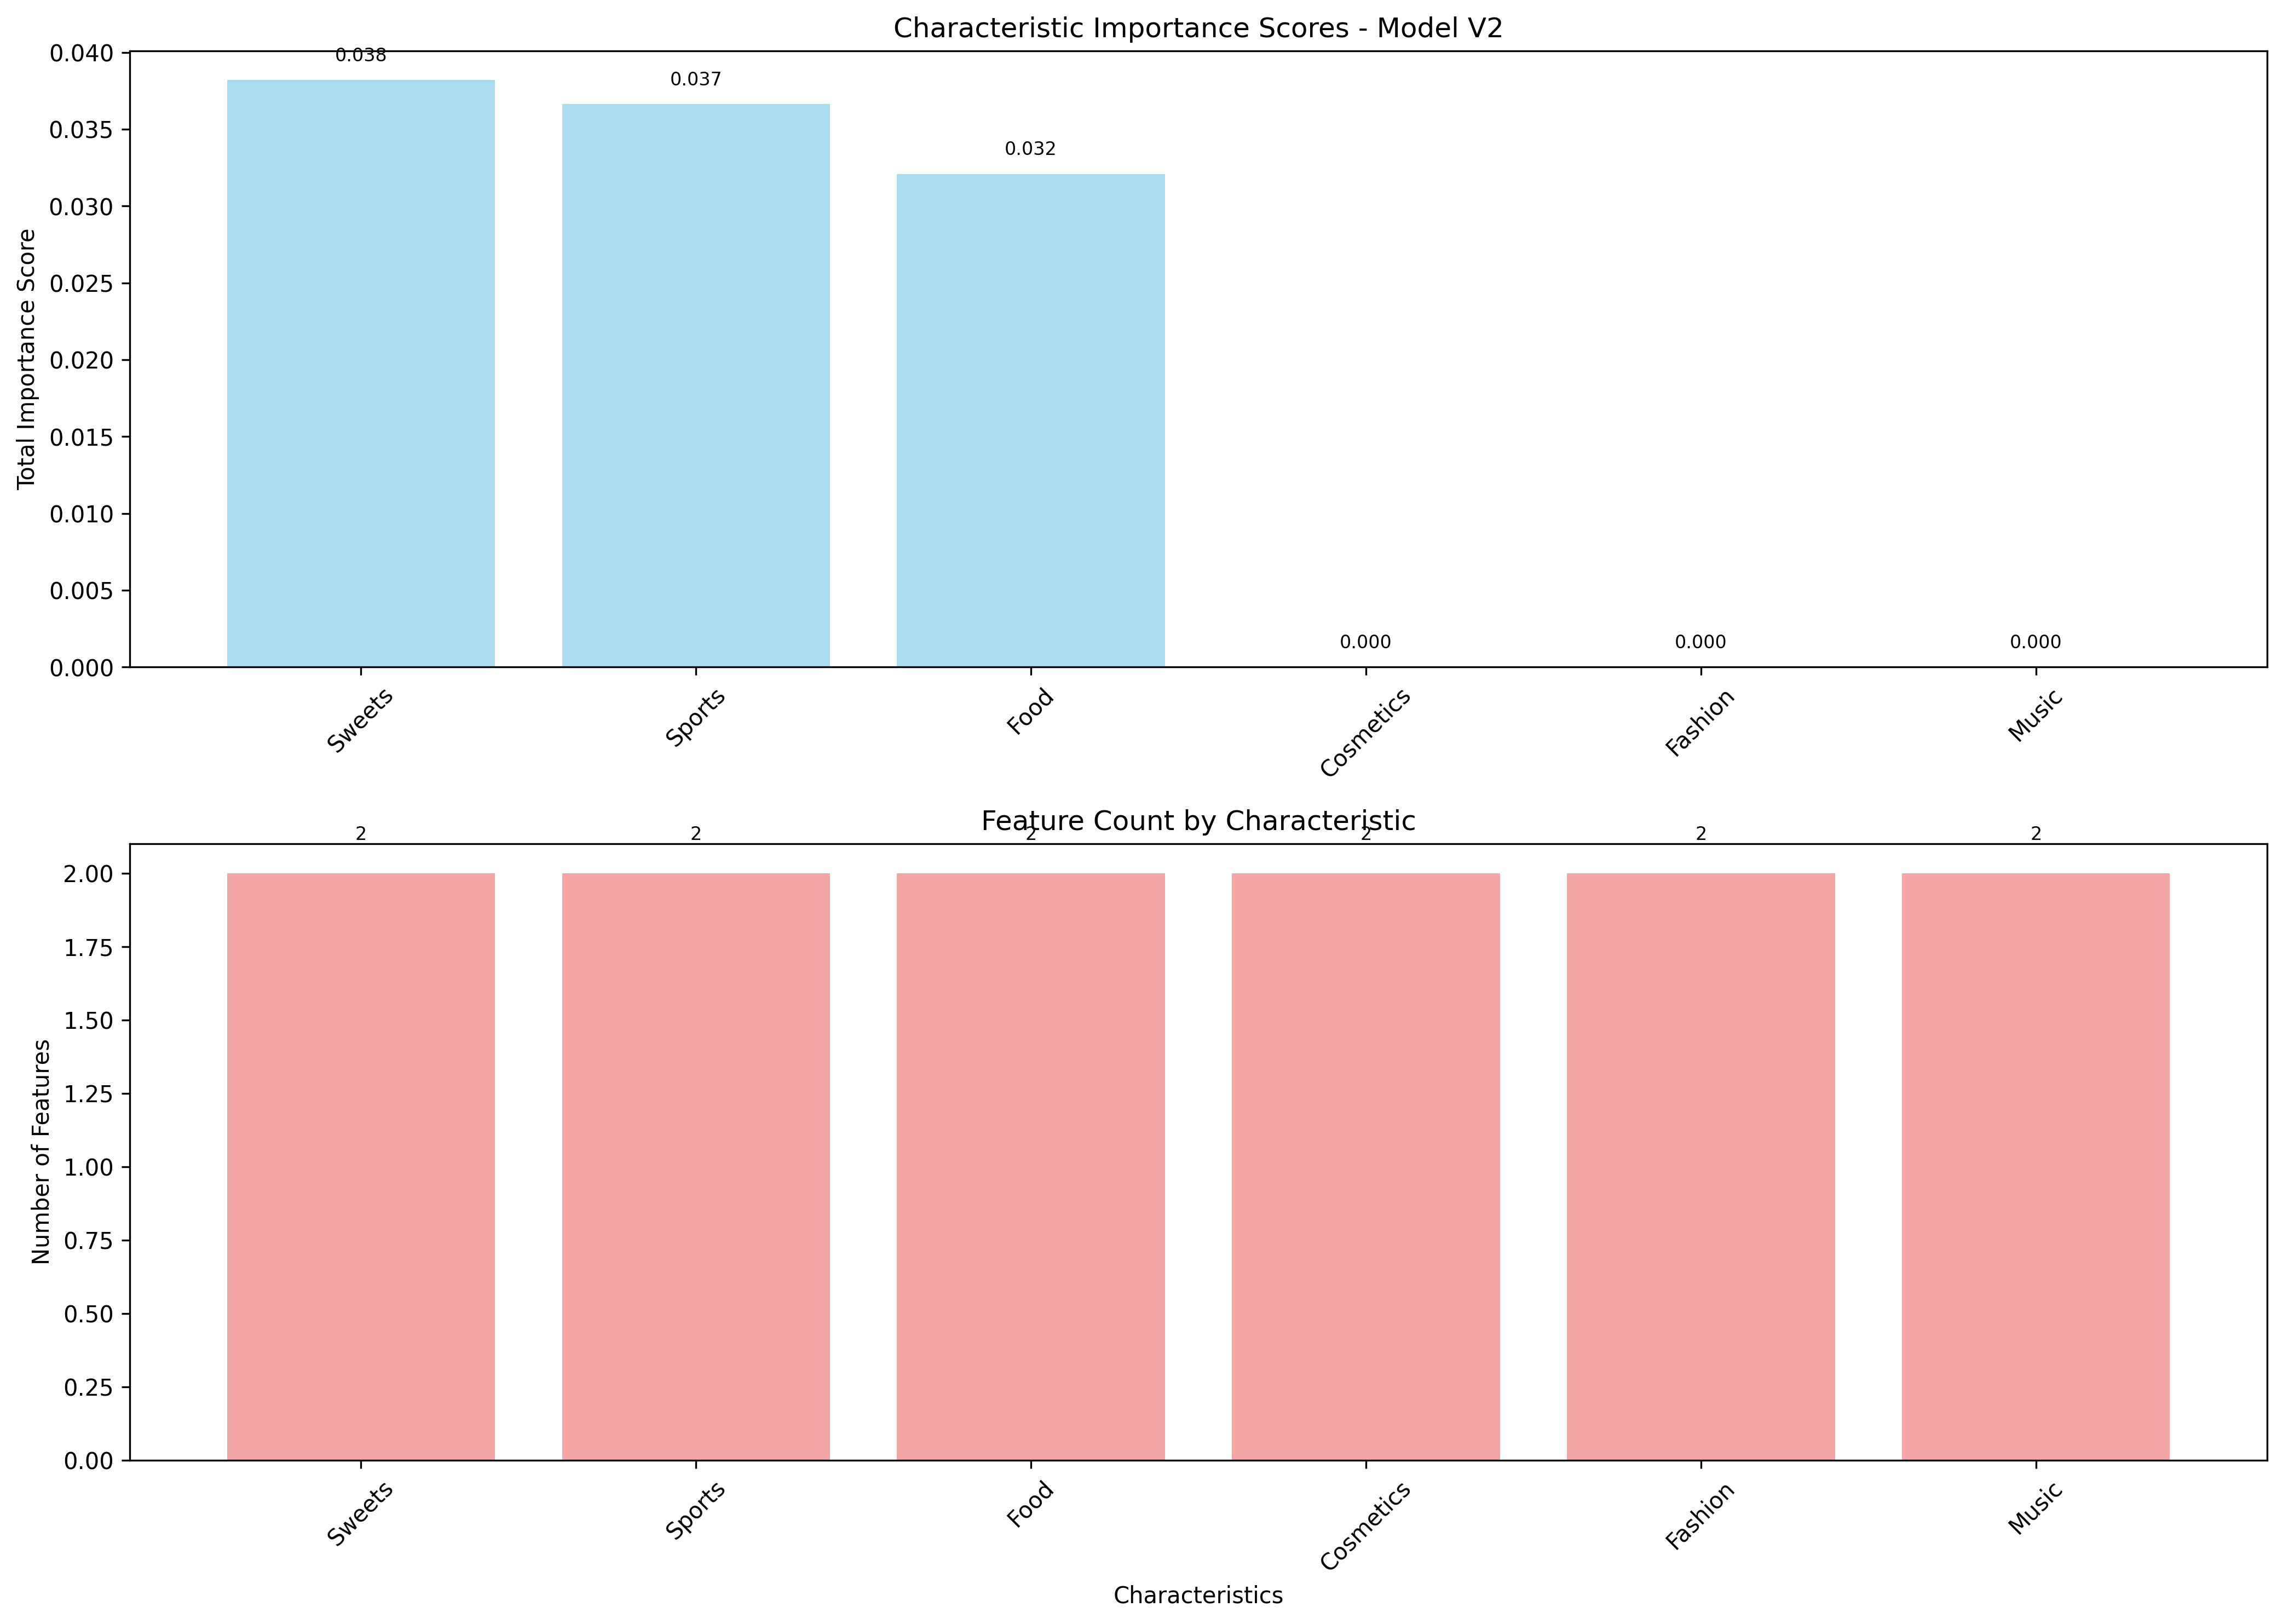 Characteristic Importance Scores - Model V2
Total Importance Score
0.040
0.035
0.030
0.025
0.020
0.015
0.010
0.005
0.000
0.038
0.037
0.032
0.000
0.000
0.000
Sweets
Sports
Food
Cosmetics
Fashion
Music
Feature Count by Characteristic
Number of Features
2.00
1.75
1.50
1.25
1.00
0.75
0.50
0.25
0.00
2
2
2
2
2
2
Sweets
Sports
Food
Cosmetics
Fashion
Music
Characteristics